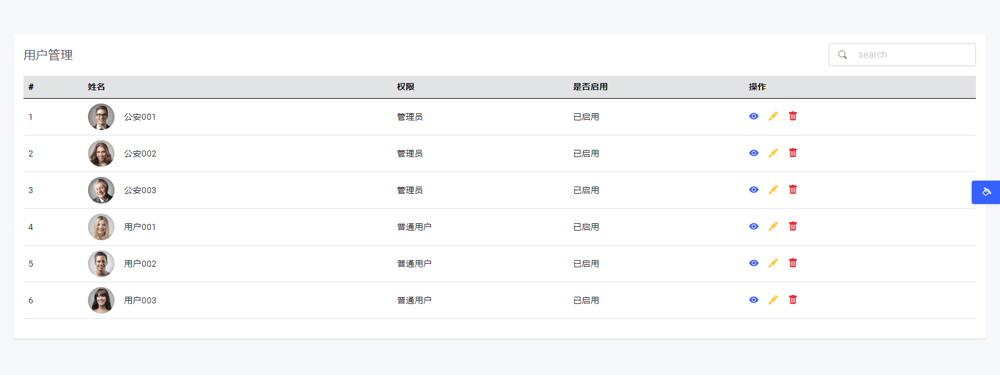 用户管理
search
# 姓名 权限 是否启用 操作
1 公安001 管理员 已启用
2 公安002 管理员 已启用
3 公安003 管理员 已启用
4 用户001 普通用户 已启用
5 用户002 普通用户 已启用
6 用户003 普通用户 已启用